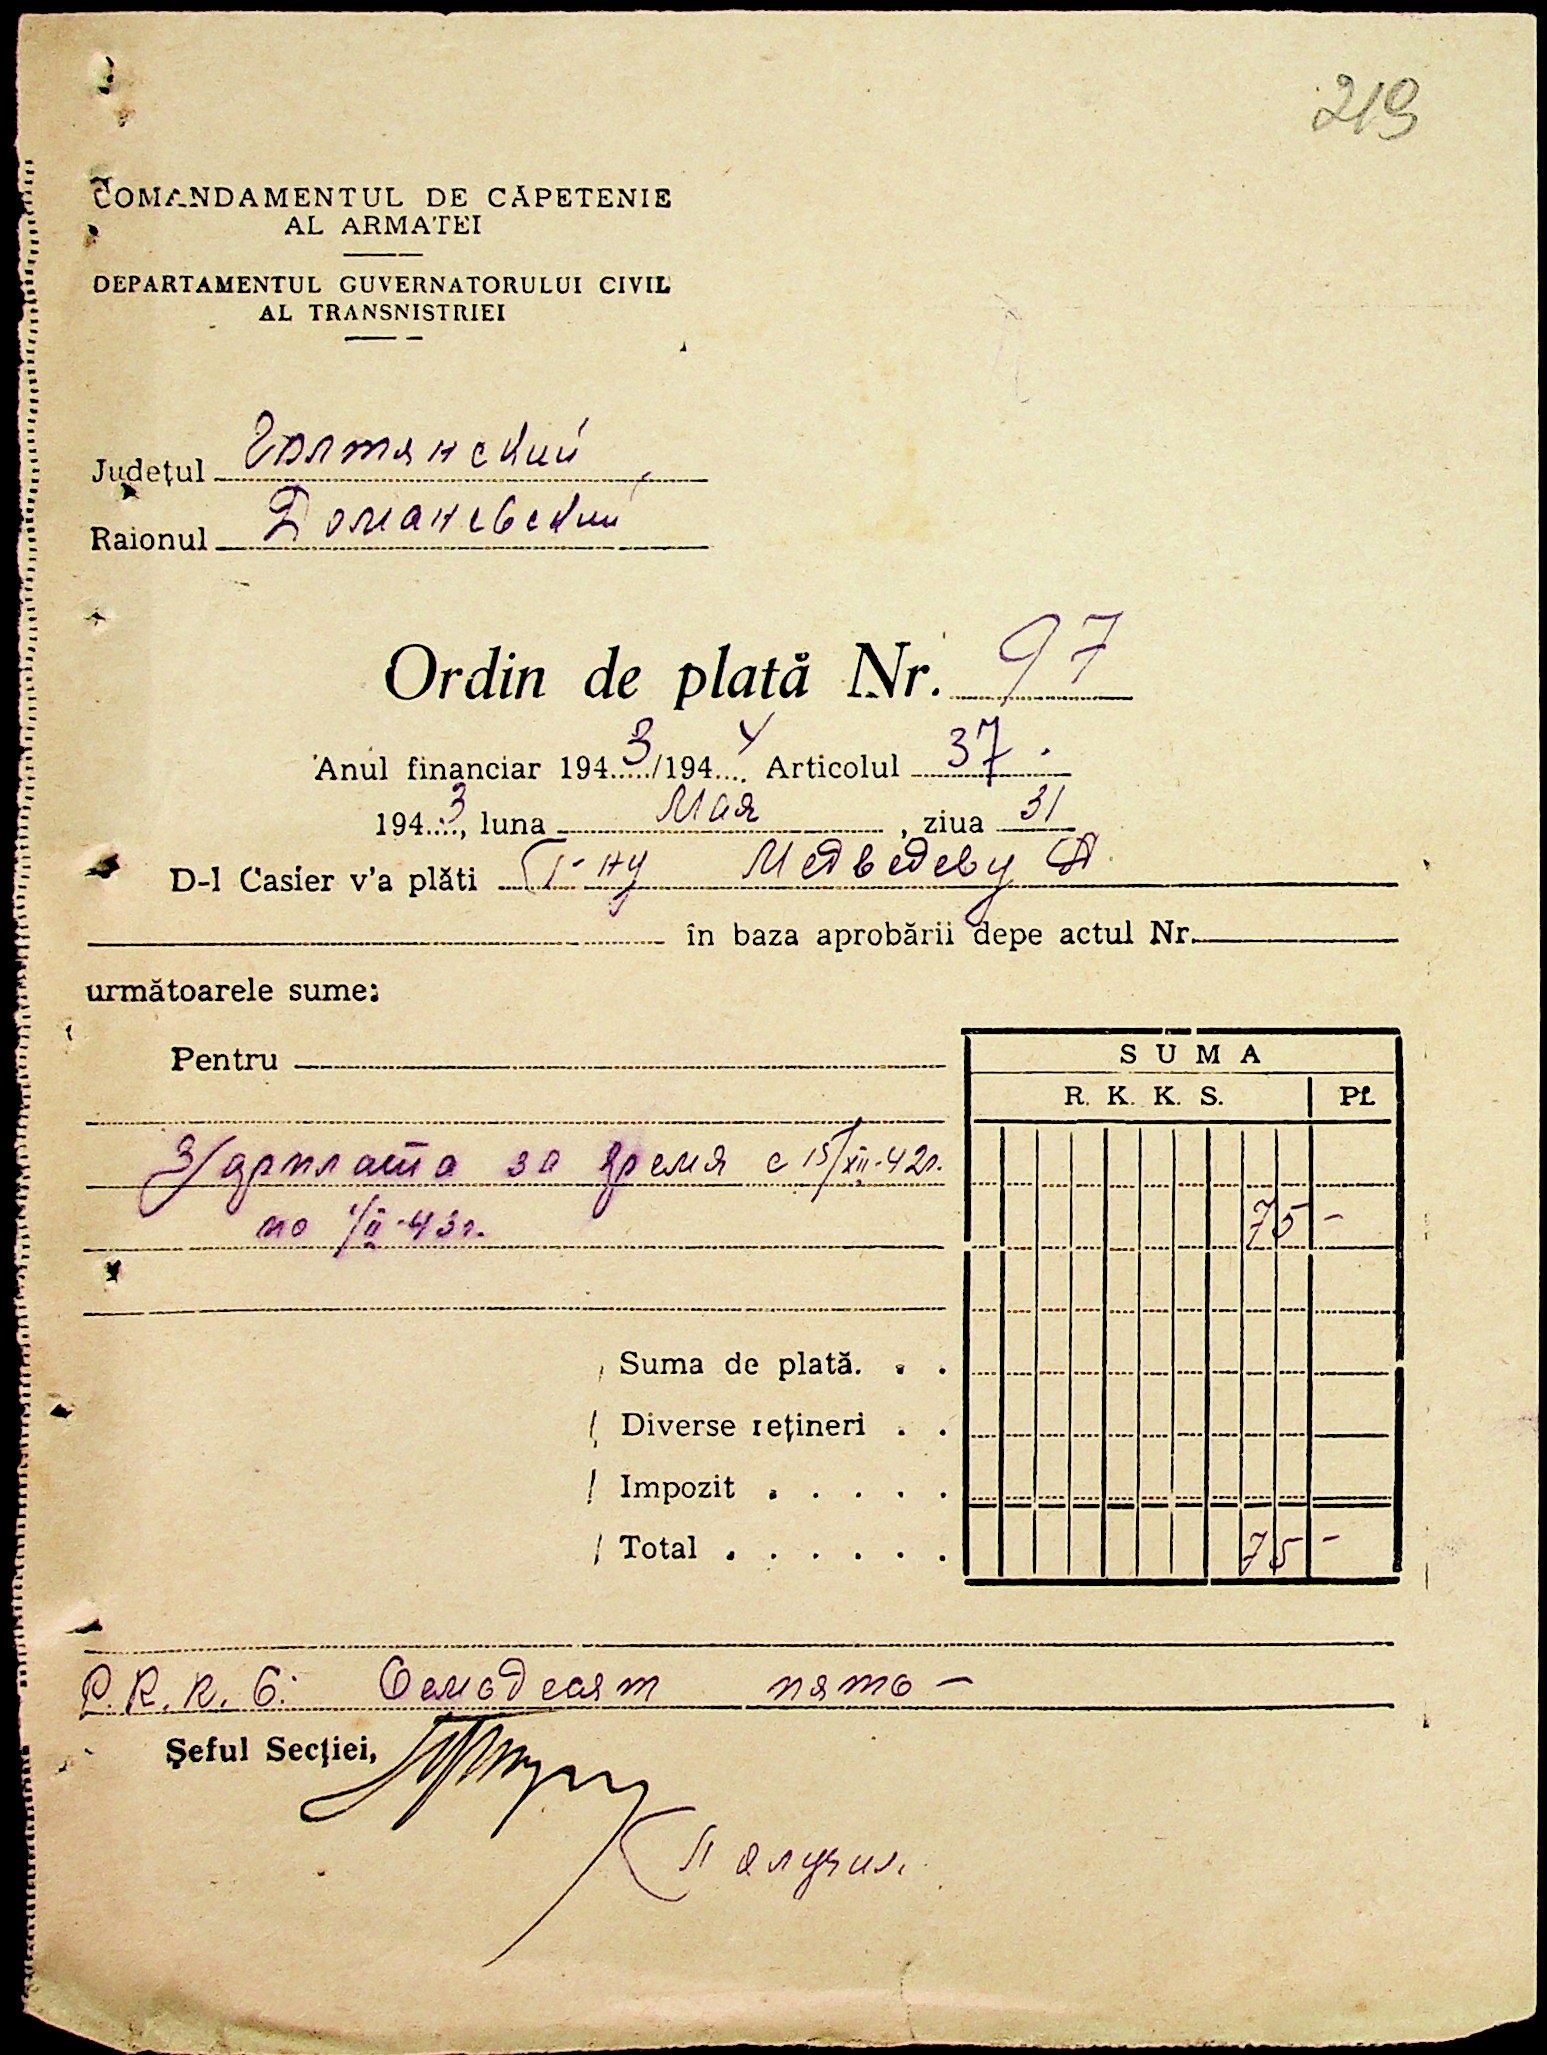 219
COMANDAMENTUL DE CĂPETENIE
AL ARMATEI
DEPARTAMENTUL GUVERNATORULUI CIVIL
AL TRANSNISTRIEI
Județul Голтянский
Raionul Доманевский
Ordin de plată Nr. 97
Anul financiar 1943/1944 Articolul 37.
1943, luna Мая, ziua 31
D-l Casier v'a plăti Г-ну Медведеву Д
în baza aprobării depe actul Nr.
următoarele sume:
Pentru
SUMA
R. K. K. S. Pf.
Зарплата за время с 15/XII-42г.
по 1/II-43г. 75 -
Suma de plată. . .
Diverse rețineri . .
Impozit . . . . .
Total . . . . . . 75 -
Р.К.К.С. Семьдесят пять -
Șeful Secției,
Получил.